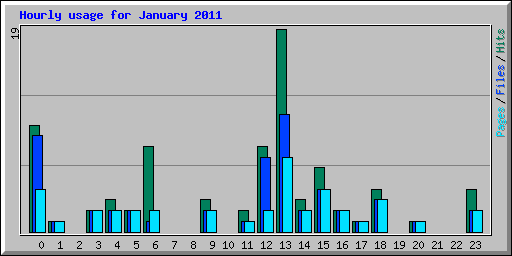 Hourly usage for January 2011
19
Pages/Files/Hits
0 1 2 3 4 5 6 7 8 9 10 11 12 13 14 15 16 17 18 19 20 21 22 23